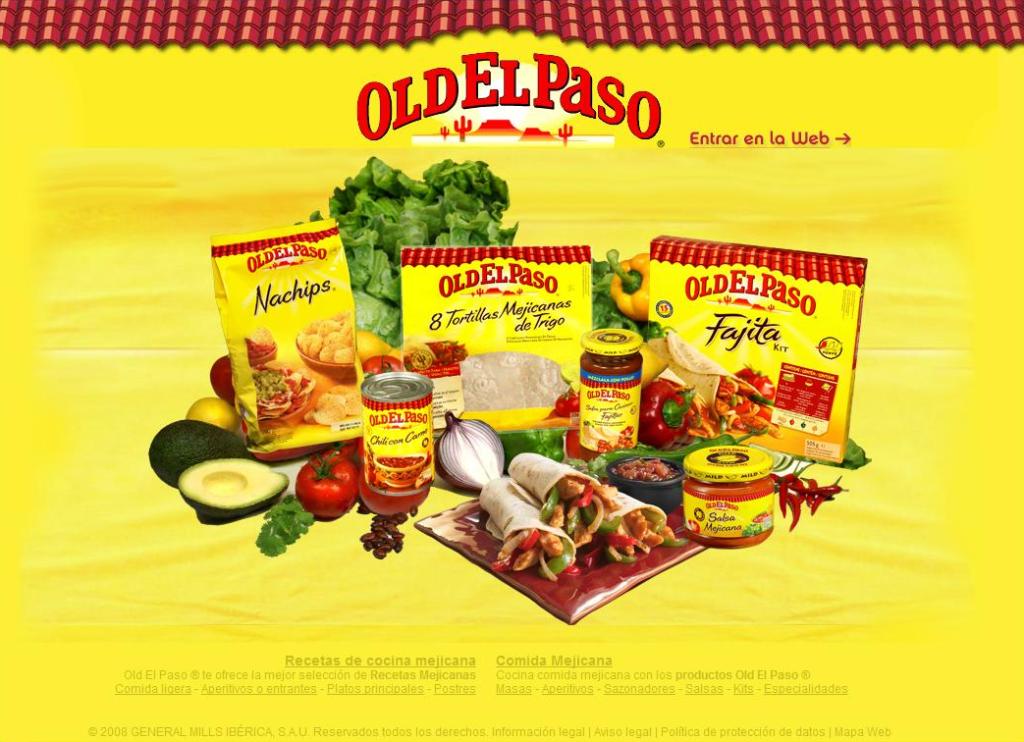 OLD EL PASO ®
Entrar en la Web →
OLD EL PASO
Nachips
OLD EL PASO
8 Tortillas Mejicanas
de Trigo
OLD EL PASO
Fajita
KIT
OLD EL PASO
Chili con Carne
OLD EL PASO
Fajitas
MILD
OLD EL PASO
Salsa
Mejicana
Recetas de cocina mejicana
Old El Paso ® te ofrece la mejor selección de Recetas Mejicanas
Comida ligera - Aperitivos o entrantes - Platos principales - Postres
Comida Mejicana
Cocina comida mejicana con los productos Old El Paso ®
Masas - Aperitivos - Sazonadores - Salsas - Kits - Especialidades
© 2008 GENERAL MILLS IBÉRICA, S.A.U. Reservados todos los derechos. Información legal | Aviso legal | Política de protección de datos | Mapa Web